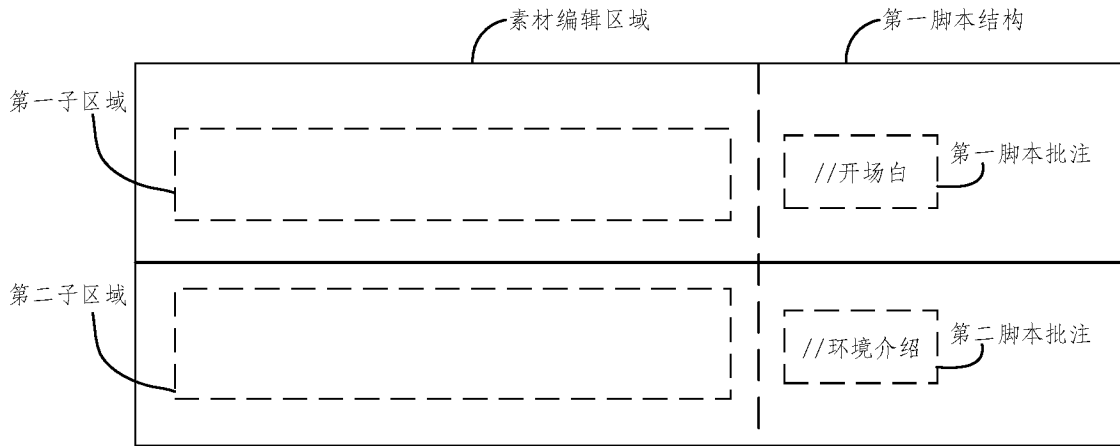 素材编辑区域
第一脚本结构
第一子区域
//开场白
第一脚本批注
第二子区域
//环境介绍
第二脚本批注